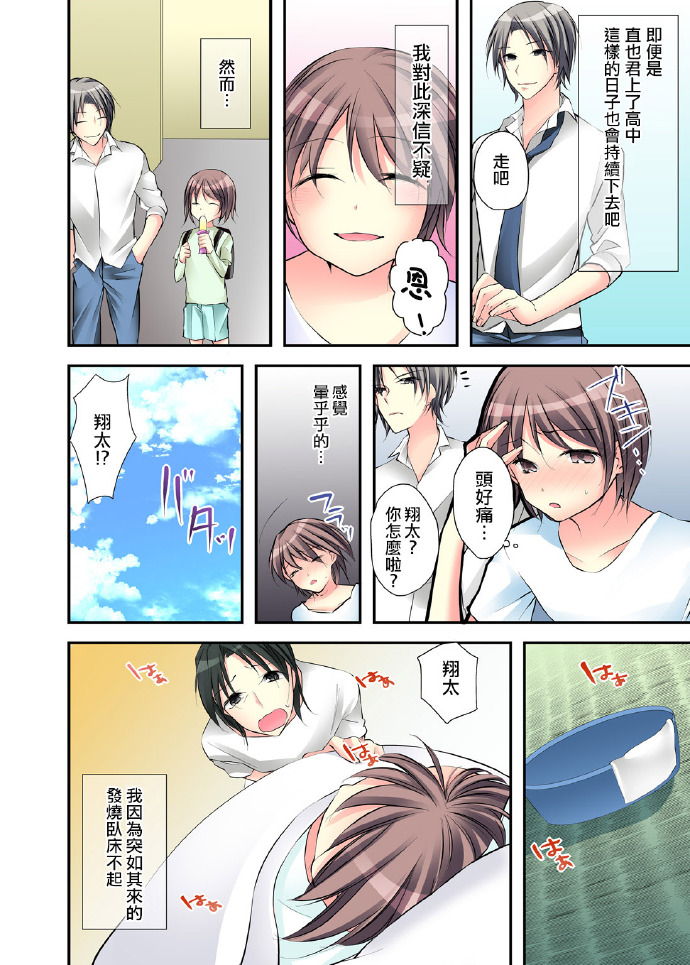 即便是
直也君上了高中
這樣的日子也會持續下去吧
走吧
我對此深信不疑
恩！
然而…
ズキン…
頭好痛…
翔太？
你怎麼啦？
感覺
暈乎乎的…
フラッ
翔太!?
バタッ
はぁ
はぁ
翔太
はぁ
はぁ
はぁ
はぁ
我因為突如其來的
發燒臥床不起